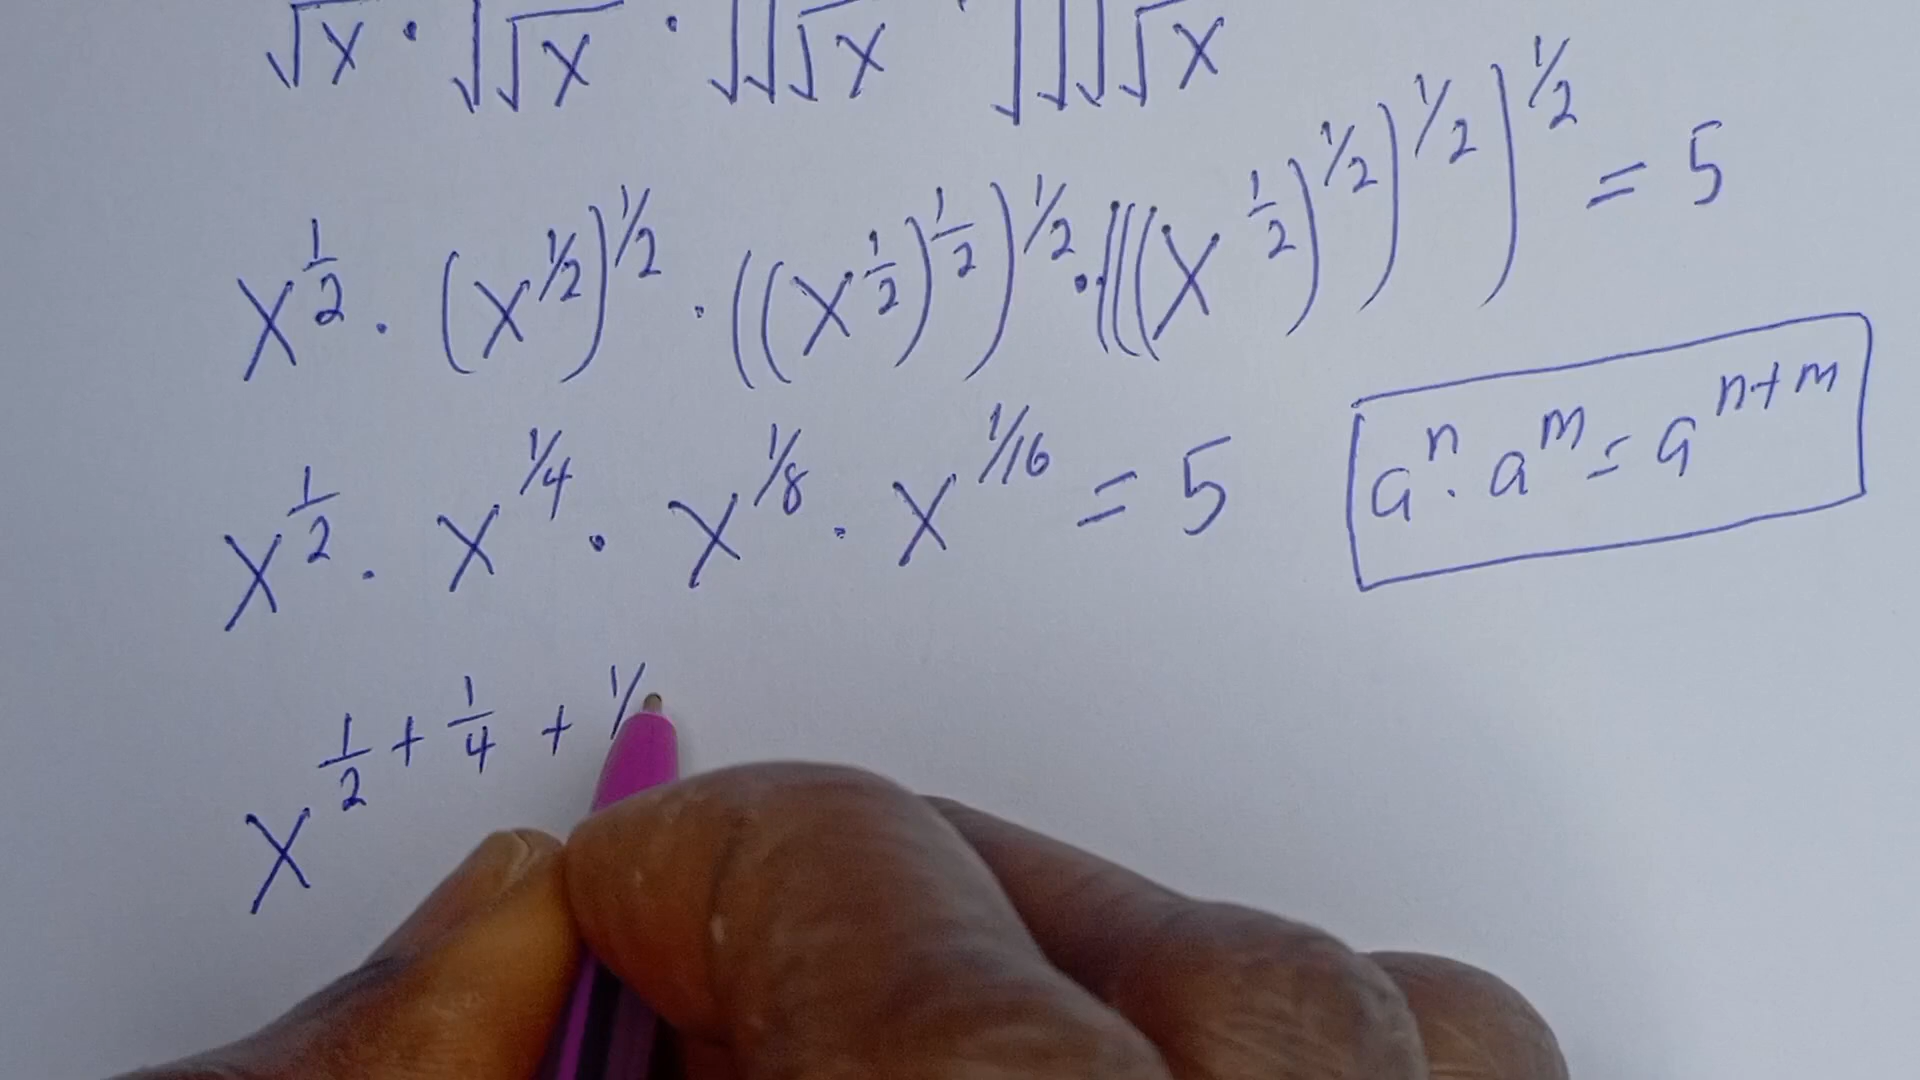 √x · √√x · √√√x · √√√√x
x^(1/2) · (x^(1/2))^(1/2) · ((x^(1/2))^(1/2))^(1/2) · (((x^(1/2))^(1/2))^(1/2))^(1/2) = 5
x^(1/2) · x^(1/4) · x^(1/8) · x^(1/16) = 5
a^n · a^m = a^(n+m)
x^(1/2 + 1/4 + 1/